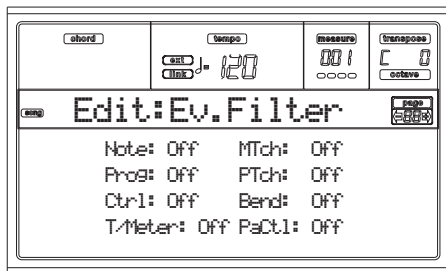 chord tempo measure transpose
ext link ♩= 120 001 C 0
octave
song Edit:Ev.Filter page
Note: Off MTch: Off
Prog: Off PTch: Off
Ctrl: Off Bend: Off
T/Meter: Off PaCtl: Off